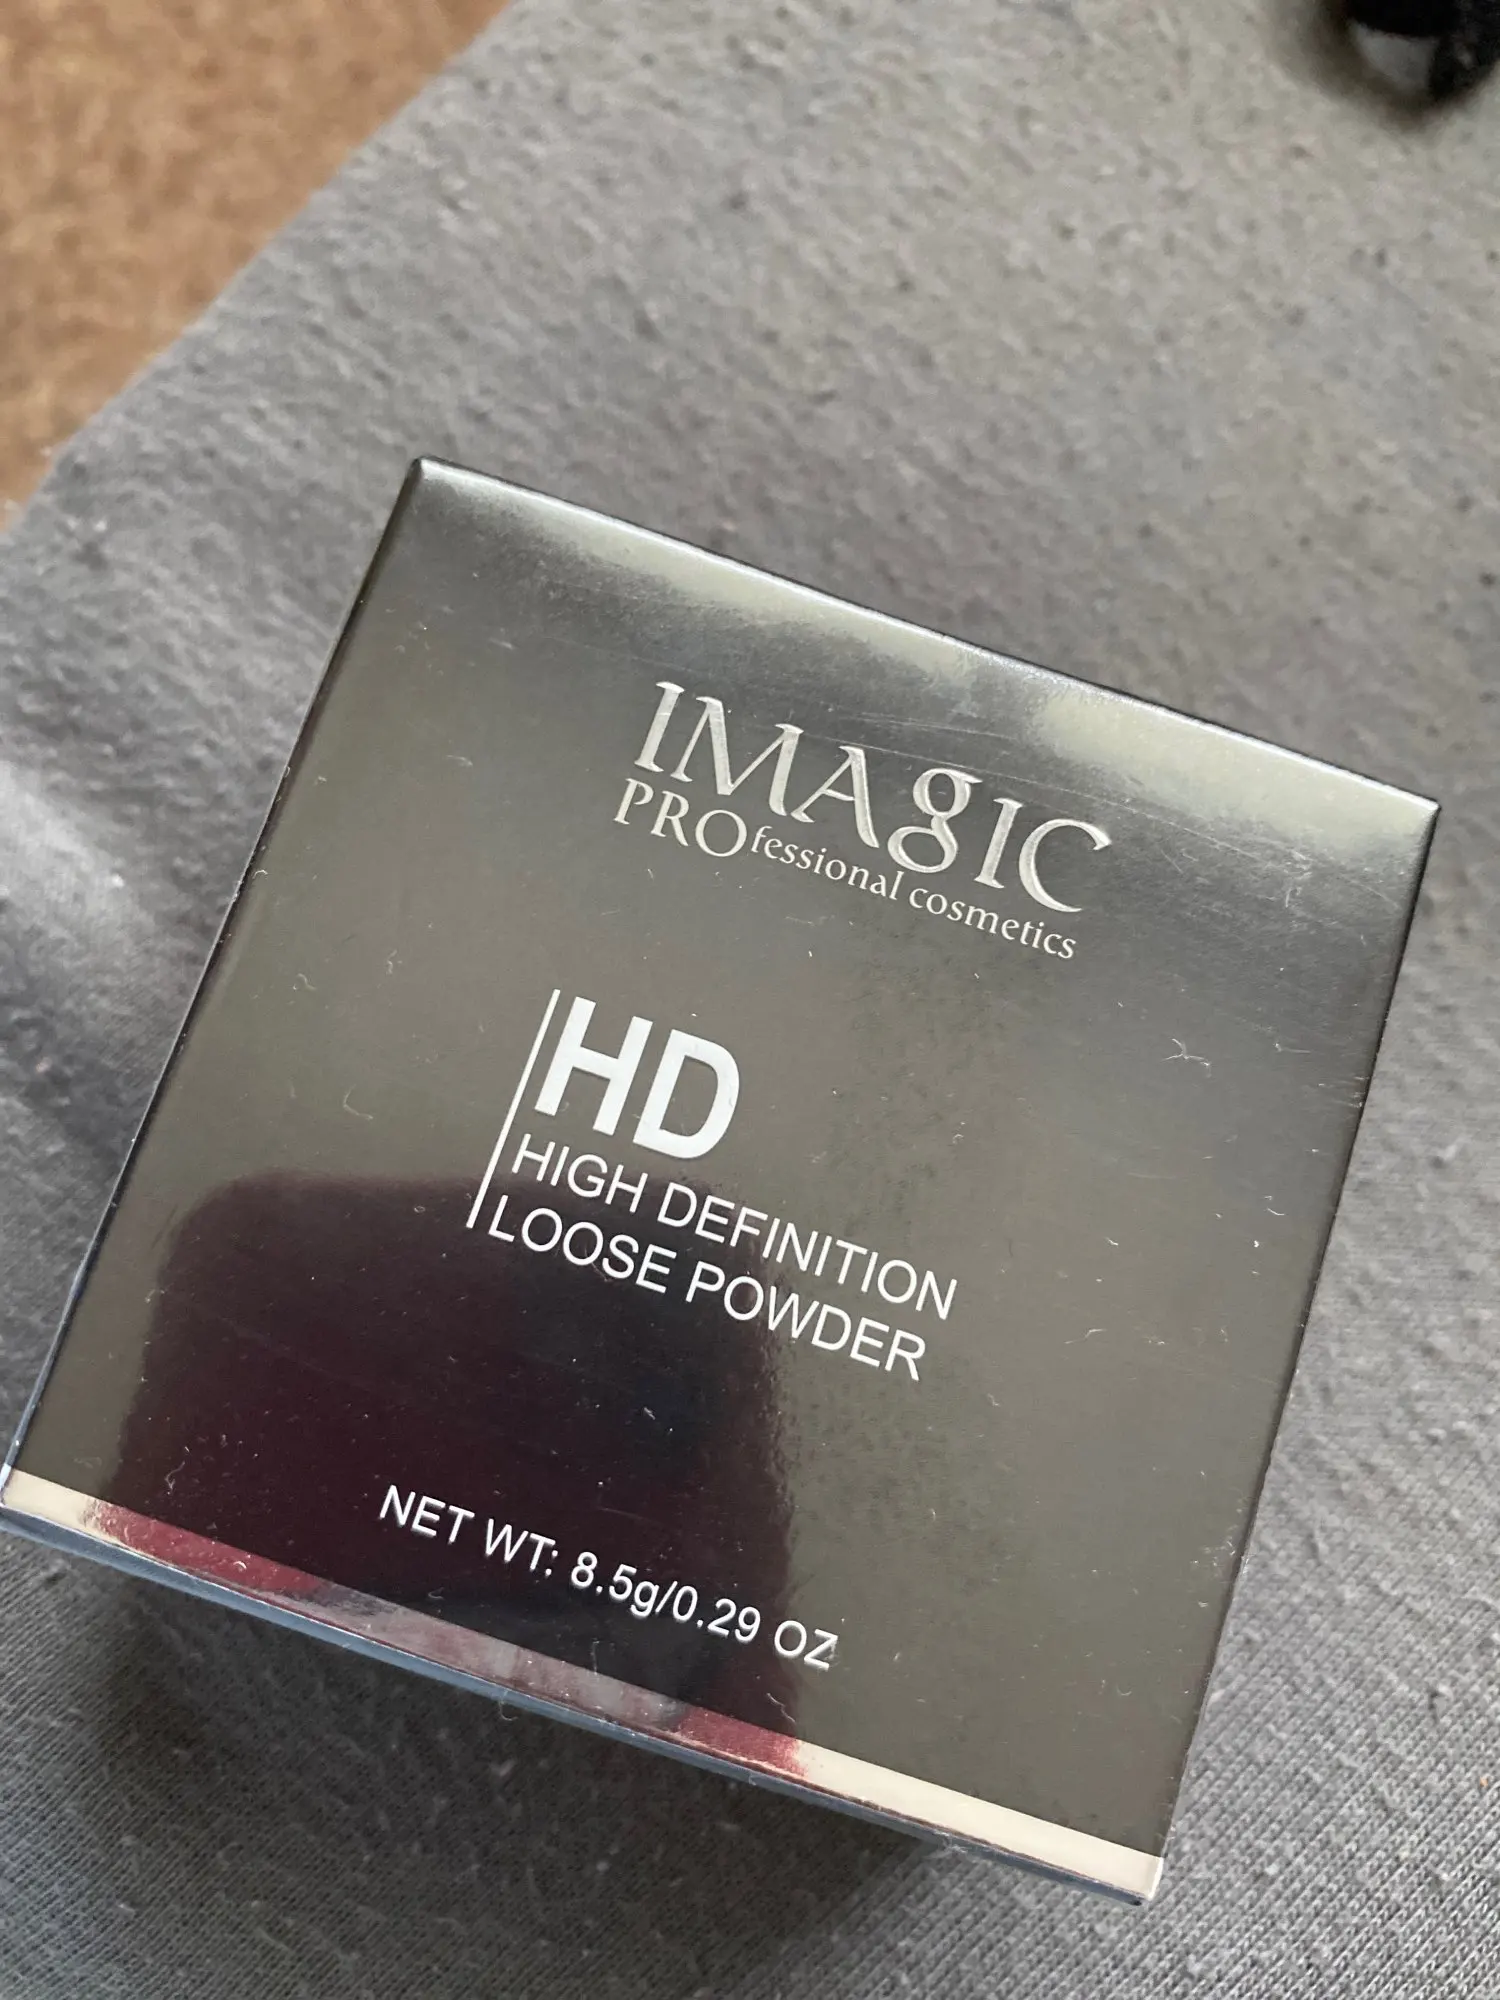 IMAgIC
PROfessional cosmetics
HD
HIGH DEFINITION
LOOSE POWDER
NET WT: 8.5g/0.29 OZ